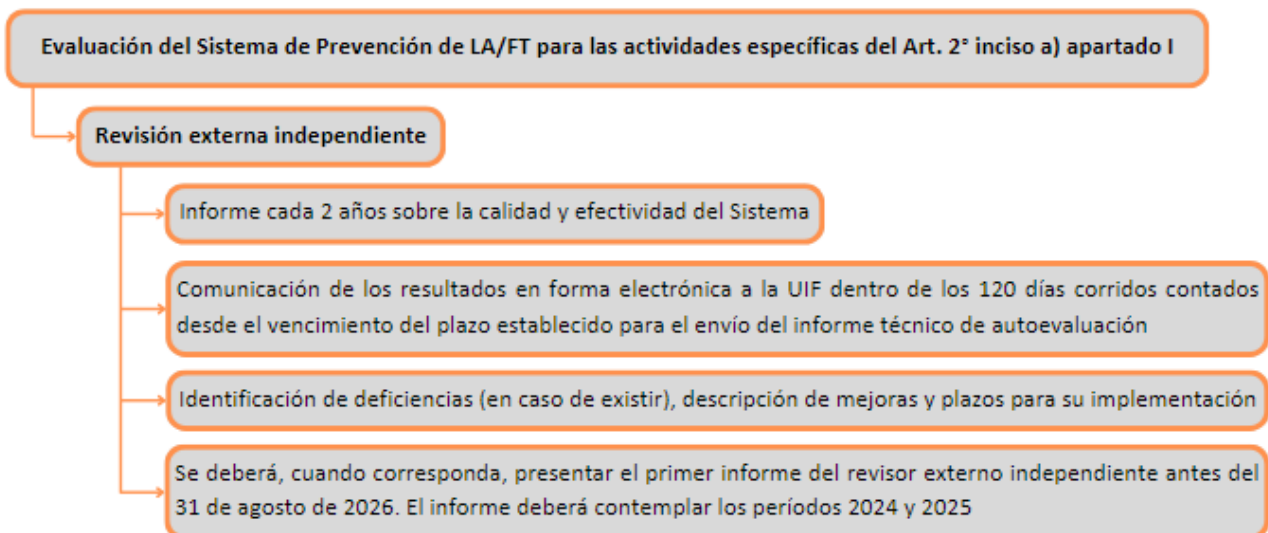 Evaluación del Sistema de Prevención de LA/FT para las actividades específicas del Art. 2° inciso a) apartado I
Revisión externa independiente
Informe cada 2 años sobre la calidad y efectividad del Sistema
Comunicación de los resultados en forma electrónica a la UIF dentro de los 120 días corridos contados
desde el vencimiento del plazo establecido para el envío del informe técnico de autoevaluación
Identificación de deficiencias (en caso de existir), descripción de mejoras y plazos para su implementación
Se deberá, cuando corresponda, presentar el primer informe del revisor externo independiente antes del
31 de agosto de 2026. El informe deberá contemplar los períodos 2024 y 2025